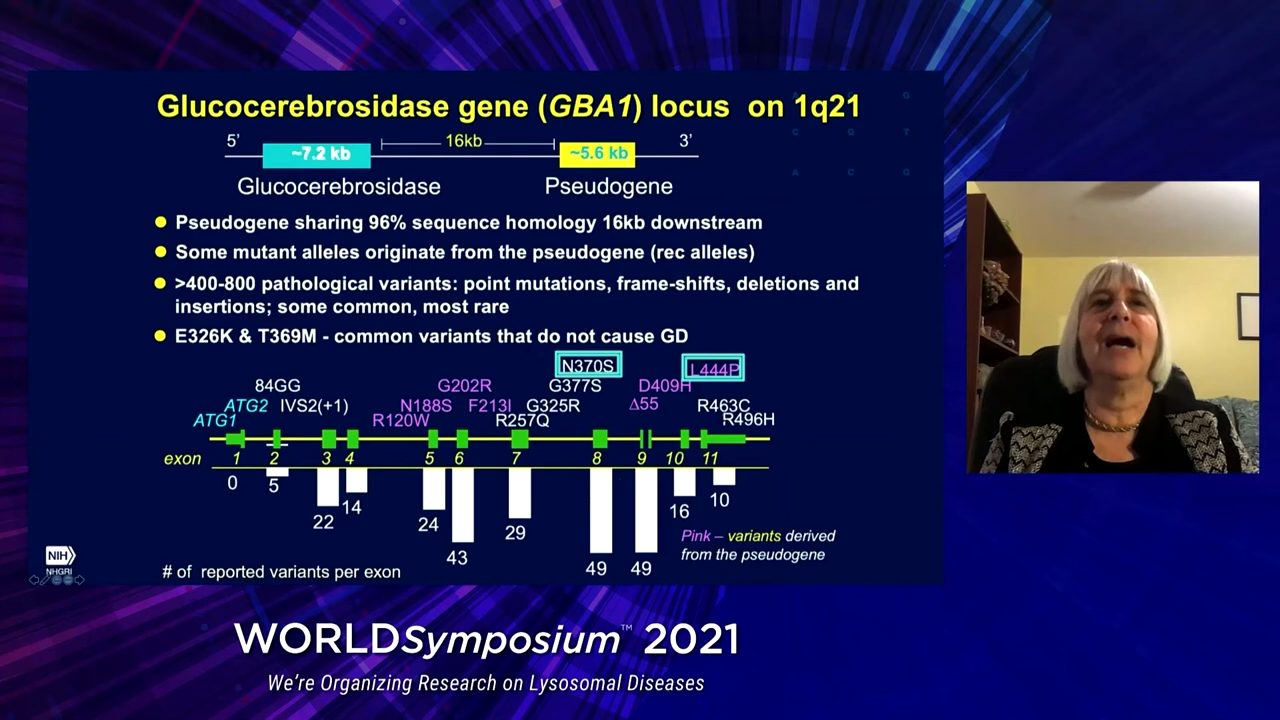 Glucocerebrosidase gene (GBA1) locus on 1q21
5’ 16kb 3’
~7.2 kb ~5.6 kb
Glucocerebrosidase Pseudogene
Pseudogene sharing 96% sequence homology 16kb downstream
Some mutant alleles originate from the pseudogene (rec alleles)
>400-800 pathological variants: point mutations, frame-shifts, deletions and
insertions; some common, most rare
E326K & T369M - common variants that do not cause GD
N370S L444P
84GG G202R G377S D409H
ATG2 IVS2(+1) N188S F213I G325R Δ55 R463C
ATG1 R120W R257Q R496H
exon 1 2 3 4 5 6 7 8 9 10 11
0 5 22 14 24 43 29 49 49 16 10
Pink – variants derived
from the pseudogene
# of reported variants per exon
NIH
NHGRI
A C G
C G T
A C G
WORLDSymposium™ 2021
We’re Organizing Research on Lysosomal Diseases